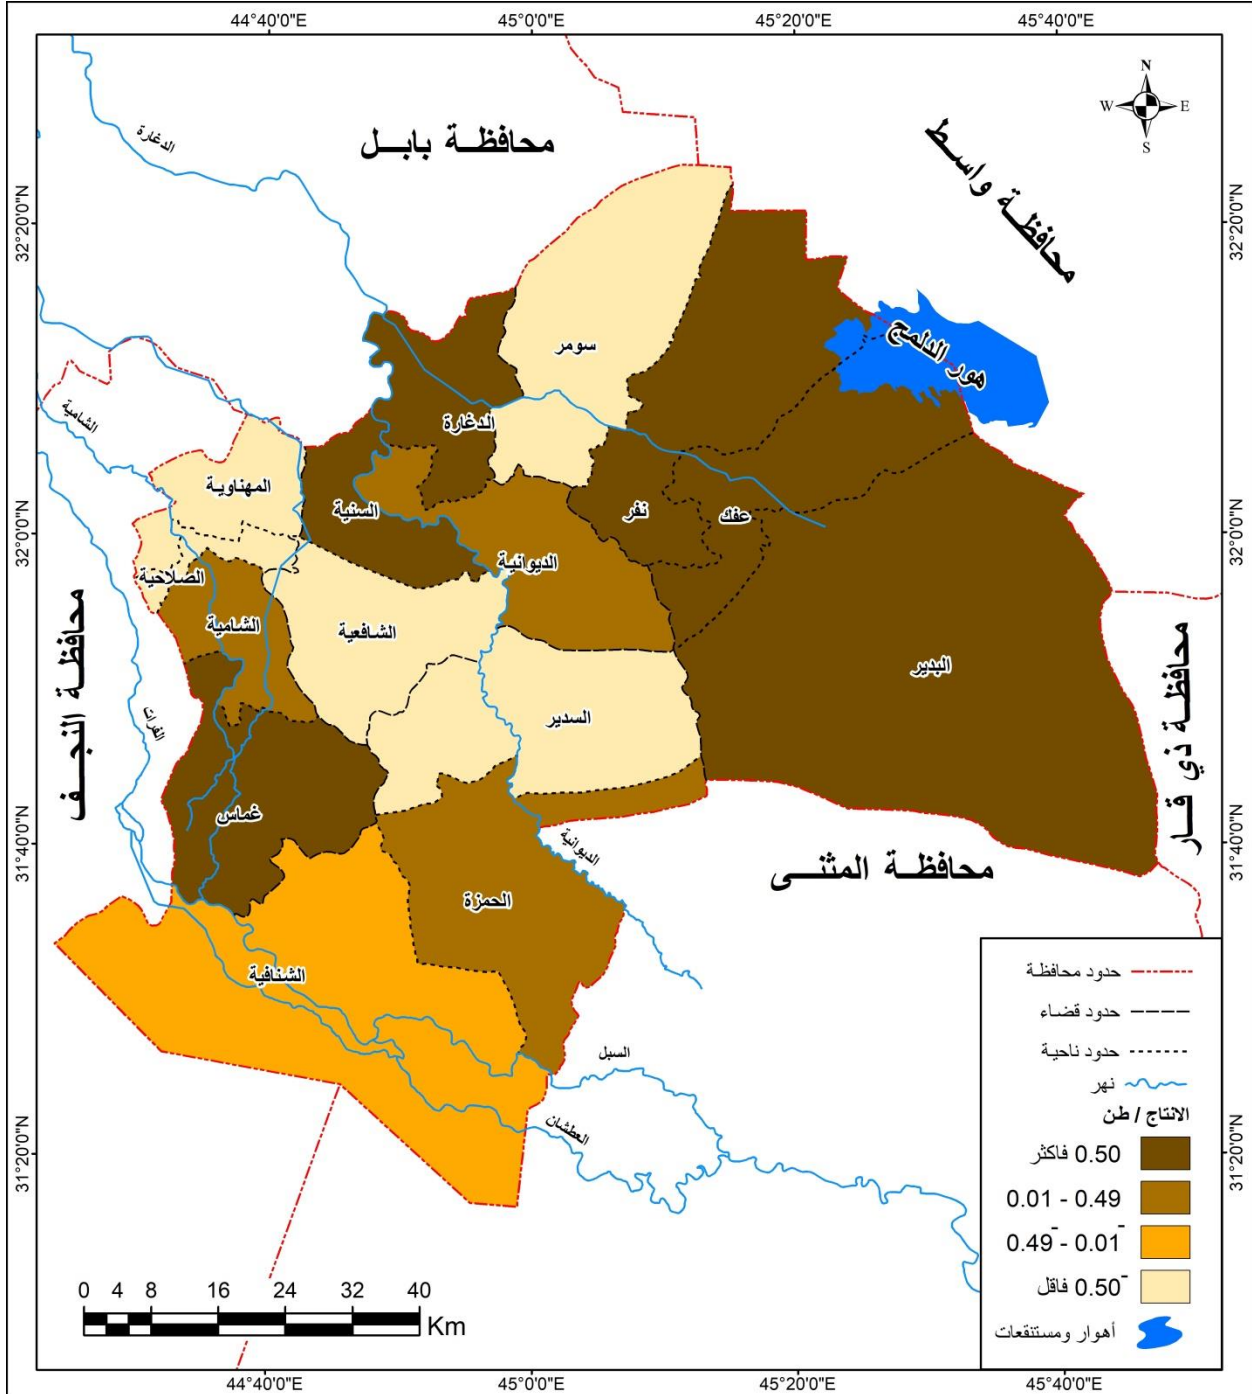 44°40'0"E
45°0'0"E
45°20'0"E
45°40'0"E
N
W
E
S
32°20'0"N
32°20'0"N
محافظة بابل
محافظة واسط
الدغارة
سومر
هور الدلمج
الدغارة
الشامية
المهناوية
السنية
نفر
عفك
32°0'0"N
32°0'0"N
الديوانية
الصلاحية
الشامية
الشافعية
البدير
السدير
محافظة النجف
محافظة ذي قار
الفرات
غماس
الديوانية
31°40'0"N
31°40'0"N
محافظة المثنى
الحمزة
الشنافية
السبل
العطشان
31°20'0"N
31°20'0"N
حدود محافظة
حدود قضاء
حدود ناحية
نهر
الانتاج / طن
0.50 فاكثر
0.01 - 0.49
0.49⁻ - 0.01⁻
0.50⁻ فاقل
أهوار ومستنقعات
0 4 8 16 24 32 40
Km
44°40'0"E
45°0'0"E
45°20'0"E
45°40'0"E